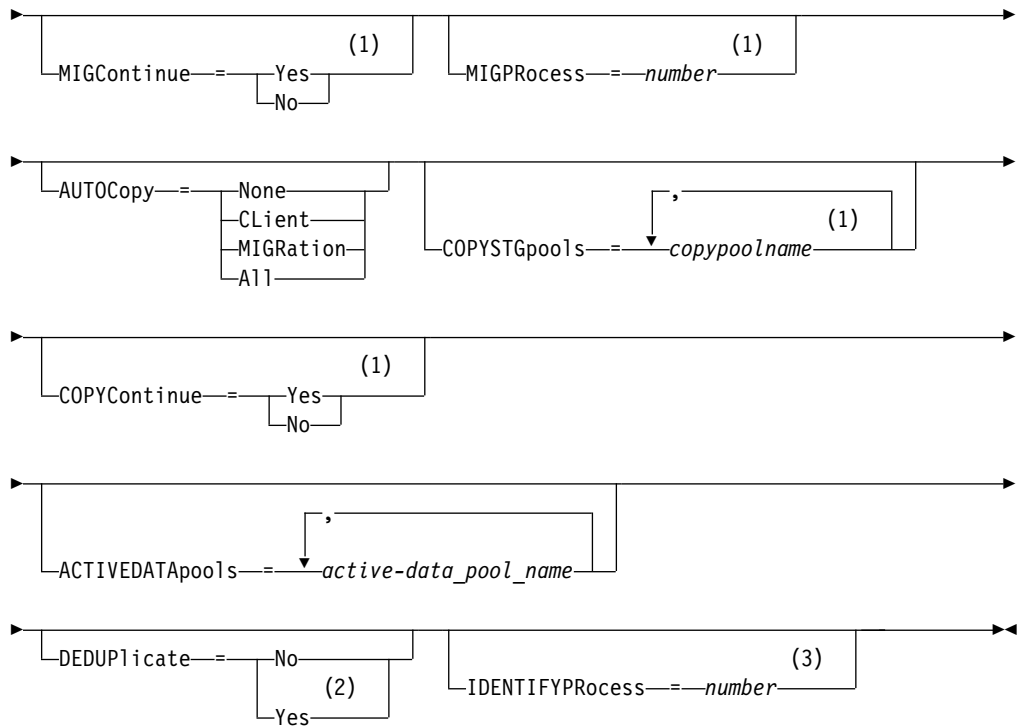 (1) (1)
MIGContinue = Yes MIGPRocess = number
No
AUTOCopy = None ,
CLient (1)
MIGRation COPYSTGpools = copypoolname
All
(1)
COPYContinue = Yes
No
,
ACTIVEDATApools = active-data_pool_name
DEDUPlicate = No (3)
(2) IDENTIFYPRocess = number
Yes